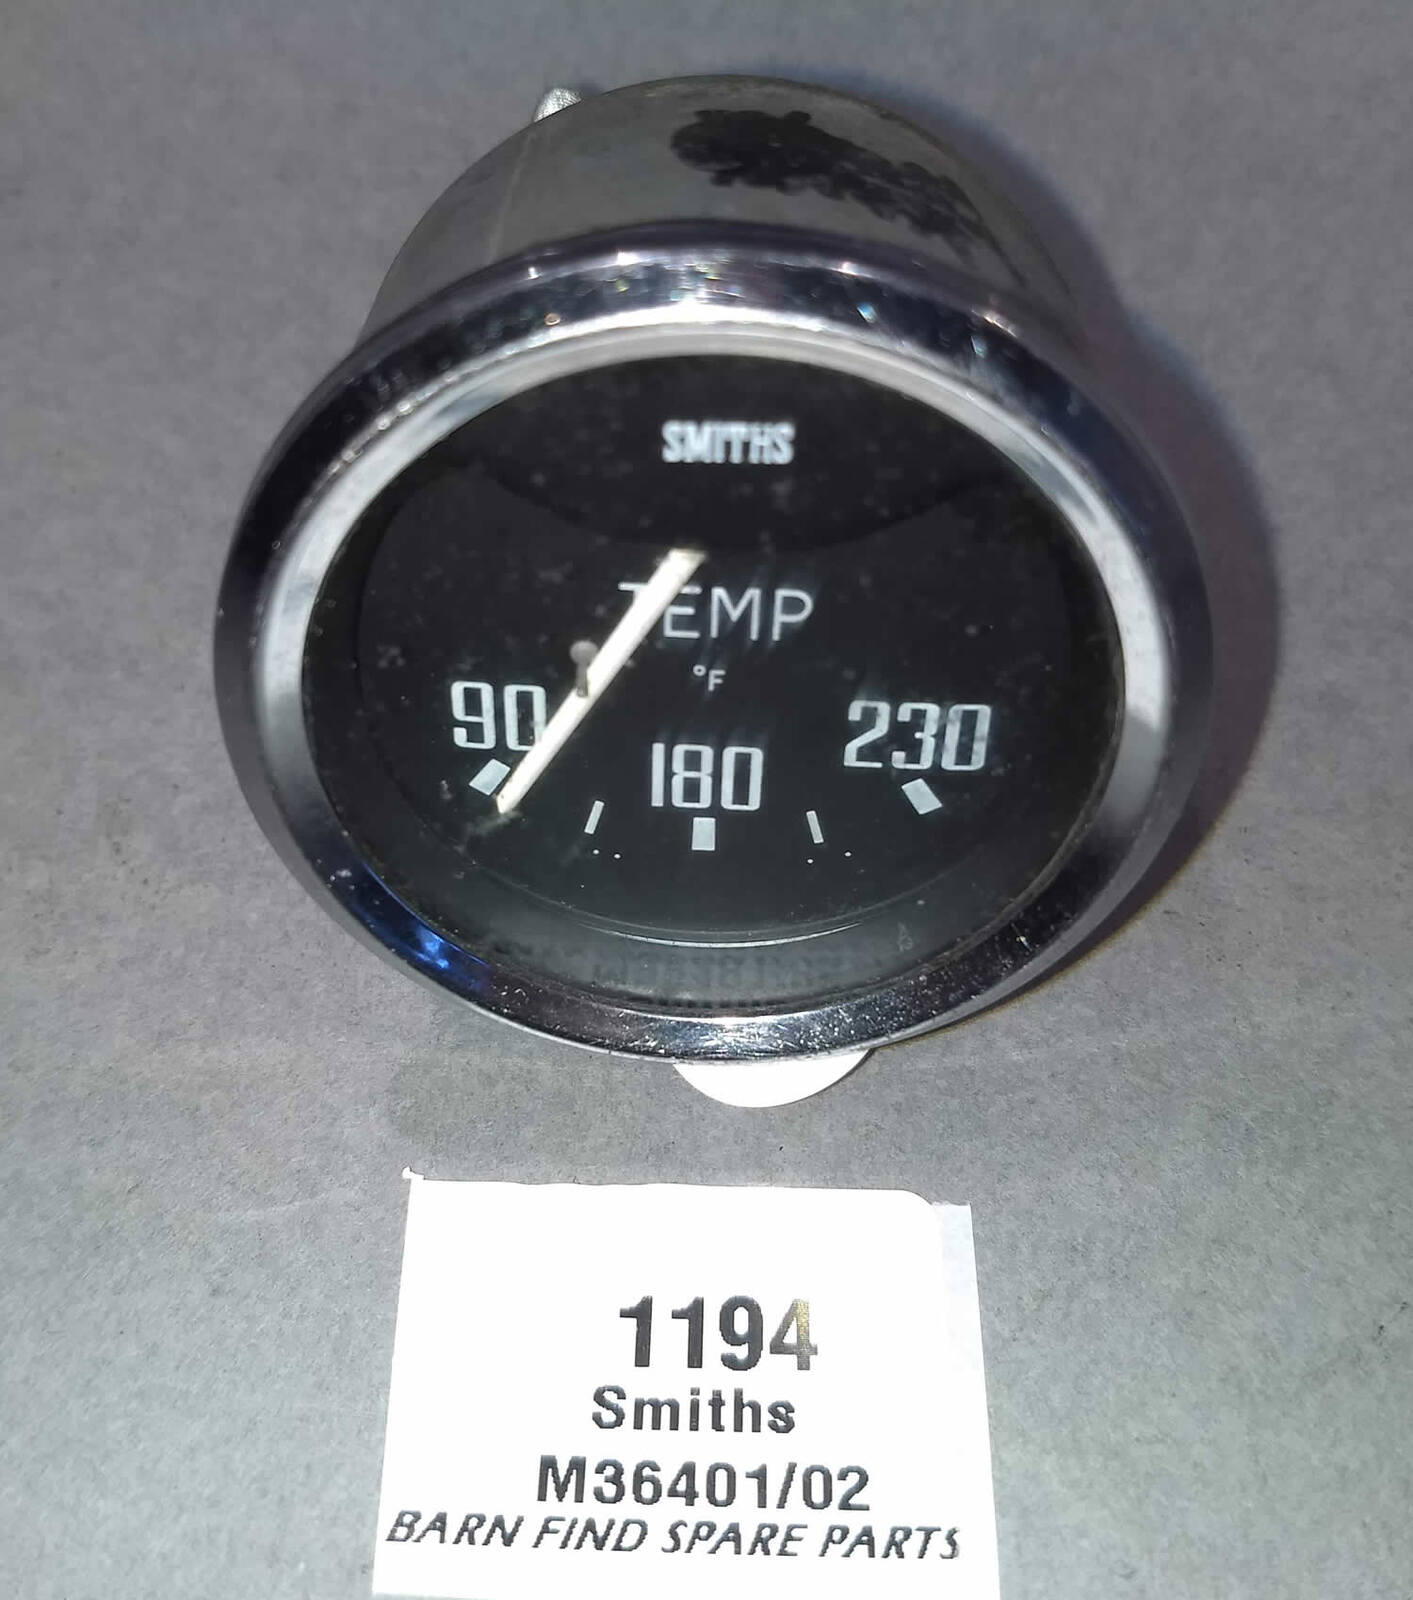 SMITHS
TEMP
°F
90
180
230
1194
Smiths
M36401/02
BARN FIND SPARE PARTS